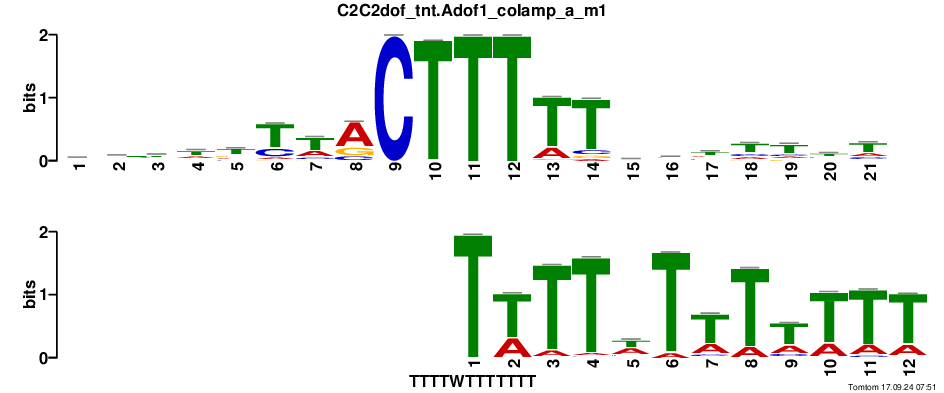 C2C2dof_tnt.Adof1_colamp_a_m1
2
1
0
bits
1 2 3 4 5 6 7 8 9 10 11 12 13 14 15 16 17 18 19 20 21
T T T A C T T T T T T T T
C A G A C T T
A
2
1
0
bits
T T T T T T T T T T T T
A A A A A A A A A
1 2 3 4 5 6 7 8 9 10 11 12
TTTTWTTTTTTT
Tomtom 17.09.24 07:51